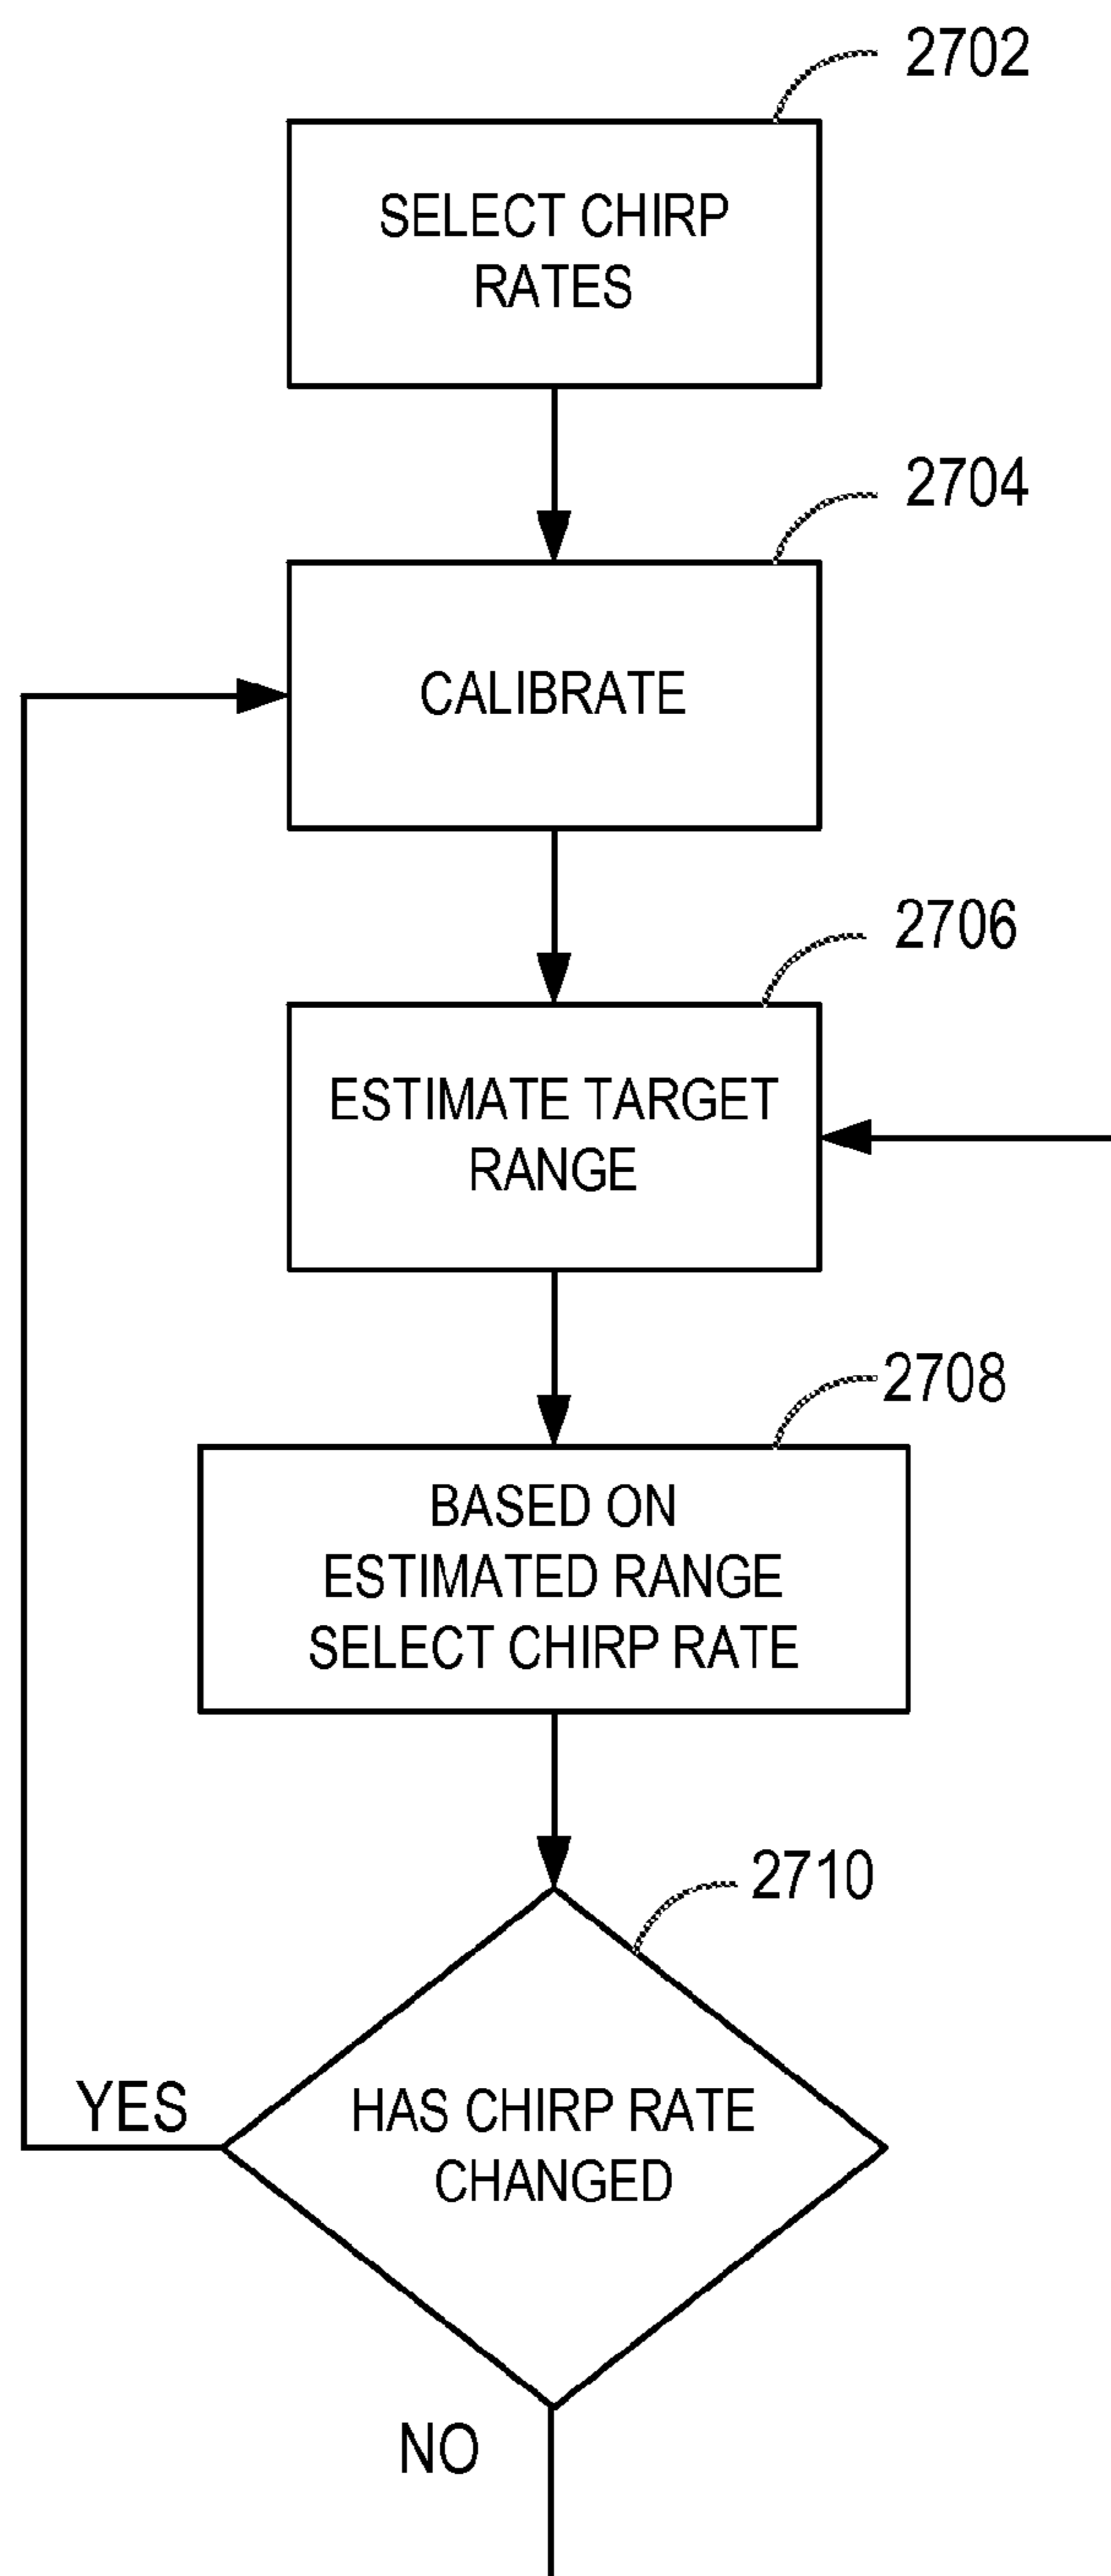 2702
SELECT CHIRP
RATES
2704
CALIBRATE
2706
ESTIMATE TARGET
RANGE
2708
BASED ON
ESTIMATED RANGE
SELECT CHIRP RATE
2710
HAS CHIRP RATE
CHANGED
YES
NO